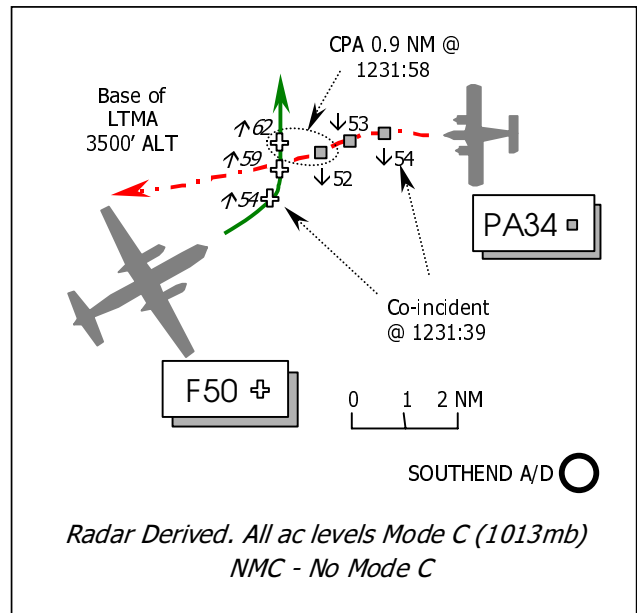 CPA 0.9 NM @
1231:58
Base of
LTMA
3500' ALT
↑62
↓53
↑59
↓52
↓54
↑54
PA34
Co-incident
@ 1231:39
F50
0 1 2 NM
SOUTHEND A/D
Radar Derived. All ac levels Mode C (1013mb)
NMC - No Mode C